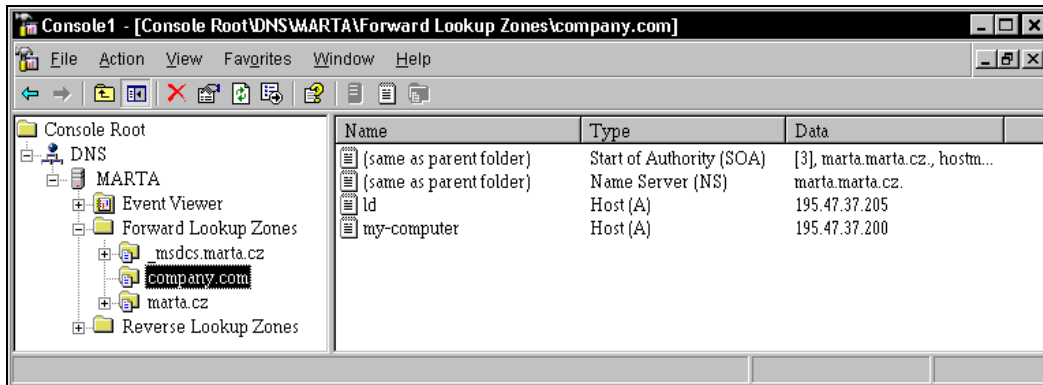 Console1 - [Console Root\DNS\MARTA\Forward Lookup Zones\company.com]
File Action View Favorites Window Help
Console Root
DNS
MARTA
Event Viewer
Forward Lookup Zones
_msdcs.marta.cz
company.com
marta.cz
Reverse Lookup Zones
Name Type Data
(same as parent folder) Start of Authority (SOA) [3], marta.marta.cz., hostm...
(same as parent folder) Name Server (NS) marta.marta.cz.
ld Host (A) 195.47.37.205
my-computer Host (A) 195.47.37.200